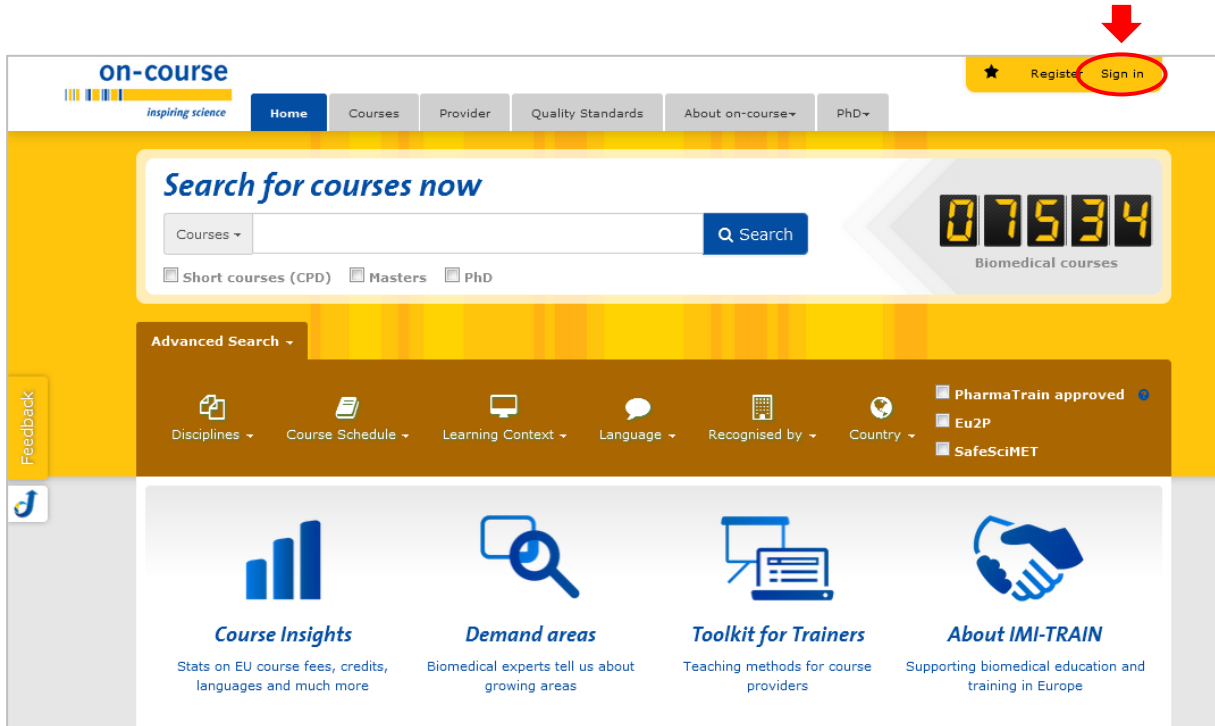 on-course
inspiring science
Register Sign in
Home Courses Provider Quality Standards About on-course PhD
Search for courses now
Courses
Search
Short courses (CPD) Masters PhD
07534
Biomedical courses
Advanced Search
Disciplines Course Schedule Learning Context Language Recognised by Country
PharmaTrain approved
Eu2P
SafeSciMET
Feedback
Course Insights
Stats on EU course fees, credits,
languages and much more
Demand areas
Biomedical experts tell us about
growing areas
Toolkit for Trainers
Teaching methods for course
providers
About IMI-TRAIN
Supporting biomedical education and
training in Europe